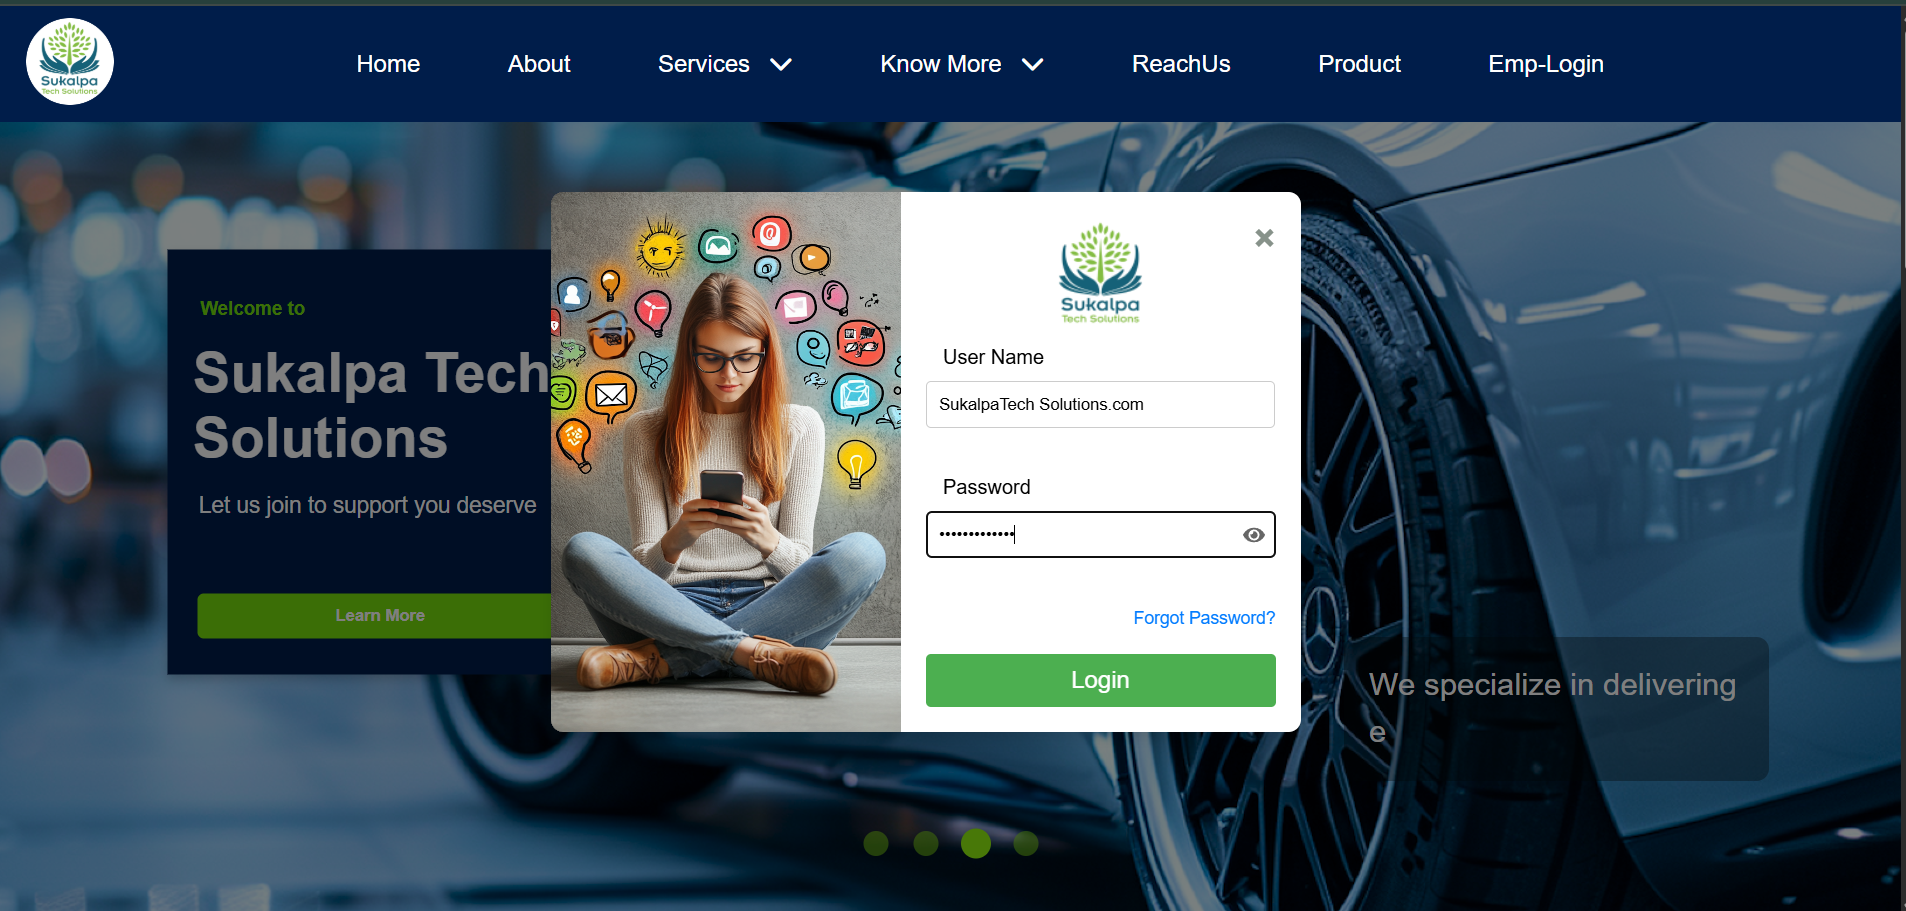 Sukalpa
Tech Solutions
Home
About
Services
Know More
ReachUs
Product
Emp-Login
Welcome to
Sukalpa Tech
Solutions
Let us join to support you deserve
Learn More
Sukalpa
Tech Solutions
User Name
SukalpaTech Solutions.com
Password
•••••••••••••
Forgot Password?
Login
We specialize in delivering
e